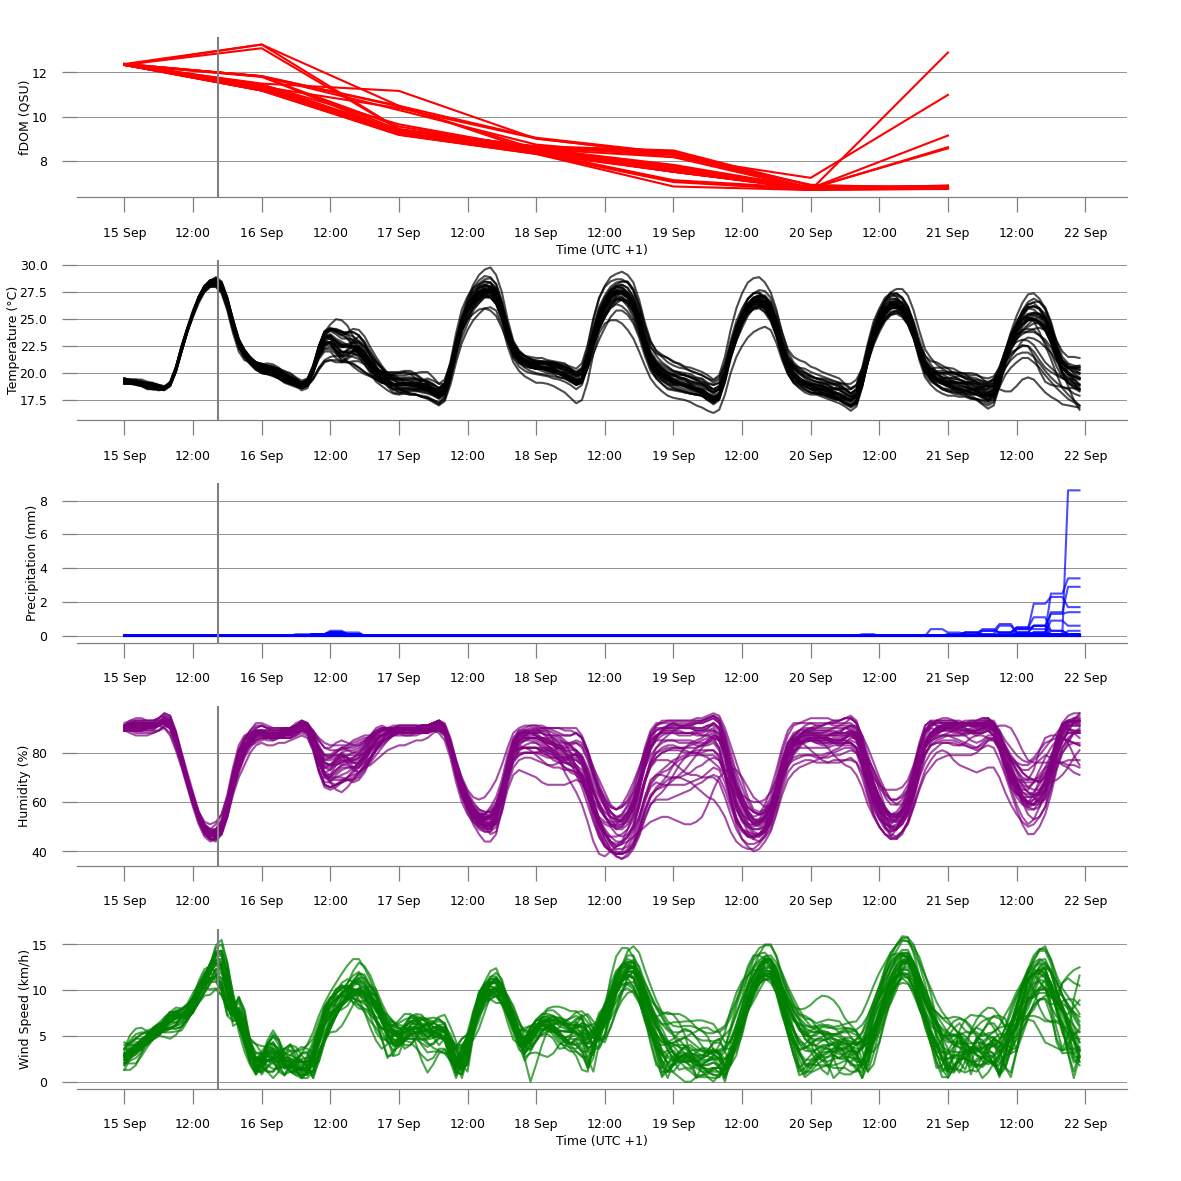 fDOM (QSU)
12
10
8
15 Sep 12:00 16 Sep 12:00 17 Sep 12:00 18 Sep 12:00 19 Sep 12:00 20 Sep 12:00 21 Sep 12:00 22 Sep
Time (UTC +1)
Temperature (°C)
30.0
27.5
25.0
22.5
20.0
17.5
15 Sep 12:00 16 Sep 12:00 17 Sep 12:00 18 Sep 12:00 19 Sep 12:00 20 Sep 12:00 21 Sep 12:00 22 Sep
Precipitation (mm)
8
6
4
2
0
15 Sep 12:00 16 Sep 12:00 17 Sep 12:00 18 Sep 12:00 19 Sep 12:00 20 Sep 12:00 21 Sep 12:00 22 Sep
Humidity (%)
80
60
40
15 Sep 12:00 16 Sep 12:00 17 Sep 12:00 18 Sep 12:00 19 Sep 12:00 20 Sep 12:00 21 Sep 12:00 22 Sep
Wind Speed (km/h)
15
10
5
0
15 Sep 12:00 16 Sep 12:00 17 Sep 12:00 18 Sep 12:00 19 Sep 12:00 20 Sep 12:00 21 Sep 12:00 22 Sep
Time (UTC +1)